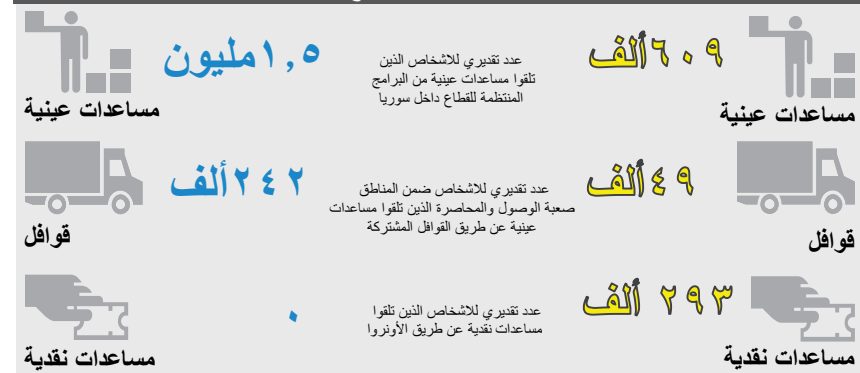 ٦٠٩ ألف
عدد تقديري للاشخاص الذين
تلقوا مساعدات عينية من البرامج
المنتظمة للقطاع داخل سوريا
١,٥ مليون
مساعدات عينية
مساعدات عينية
٤٩ ألف
عدد تقديري للاشخاص ضمن المناطق
صعبة الوصول والمحاصرة الذين تلقوا مساعدات
عينية عن طريق القوافل المشتركة
٢٤٢ ألف
قوافل
قوافل
٢٩٣ ألف
عدد تقديري للاشخاص الذين تلقوا
مساعدات نقدية عن طريق الأونروا
٠
مساعدات نقدية
مساعدات نقدية